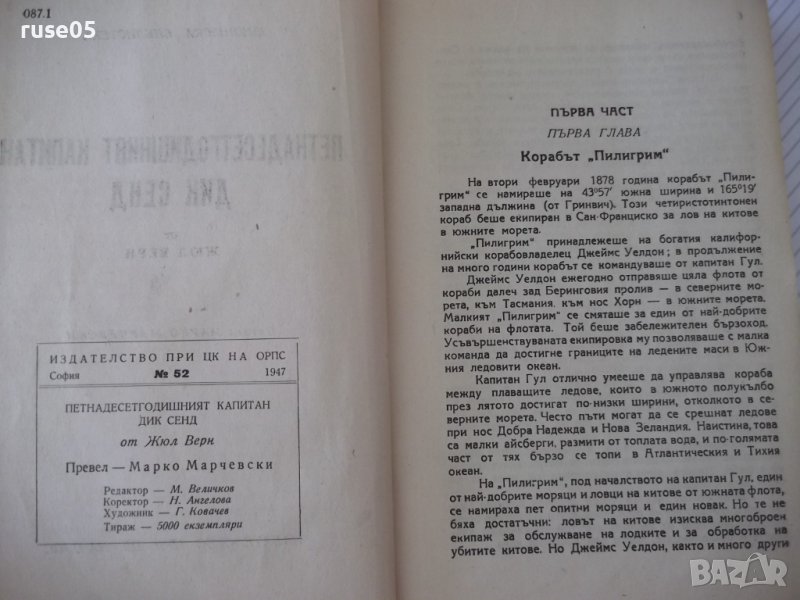 087.1
ruse05
ПЕТНАДЕСЕТГОДИШНИЯТ КАПИТАН
ДИК СЕНД
от
ЖЮЛ ВЕРН
ИЗДАТЕЛСТВО ПРИ ЦК НА ОРПС
София № 52 1947
ПЕТНАДЕСЕТГОДИШНИЯТ КАПИТАН
ДИК СЕНД
от Жюл Верн
Превел — Марко Марчевски
Редактор — М. Величков
Коректор — Н. Ангелова
Художник — Г. Ковачев
Тираж — 5000 екземпляри
ПЪРВА ЧАСТ
ПЪРВА ГЛАВА
Корабът „Пилигрим“
На втори февруари 1878 година корабът „Пили-
грим“ се намираше на 43°57′ южна ширина и 165°19′
западна дължина (от Гринвич). Този четиристотинтонен
кораб беше екипиран в Сан-Франциско за лов на китове
в южните морета.
„Пилигрим“ принадлежеше на богатия калифор-
нийски корабовладелец Джеймс Уелдон; в продължение
на много години корабът се командуваше от капитан Гул.
Джеймс Уелдон ежегодно отправяше цяла флота от
кораби далеч зад Беринговия пролив — в северните мо-
рета, към Тасмания, към нос Хорн — в южните морета.
Малкият „Пилигрим“ се смяташе за един от най-добрите
кораби на флотата. Той беше забележителен бързоход.
Усъвършенствуваната екипировка му позволяваше с малка
команда да достигне границите на ледените маси в Юж-
ния ледовити океан.
Капитан Гул отлично умееше да управлява кораба
между плаващите ледове, които в южното полукълбо
през лятото достигат по-низки ширини, отколкото в се-
верните морета. Често пъти могат да се срешнат ледове
при нос Добра Надежда и Нова Зеландия. Наистина, това
са малки айсберги, размити от топлата вода, и по-голямата
част от тях бързо се топи в Атлантическия и Тихия
океан.
На „Пилигрим“, под началството на капитан Гул, един
от най-добрите моряци и ловци на китове от южната флота,
се намираха пет опитни моряци и един новак. Но те не
бяха достатъчни: ловът на китове изисква многоброен
екипаж за обслужване на лодките и за обработка на
убитите китове. Но Джеймс Уелдон, както и много други
BAZAR